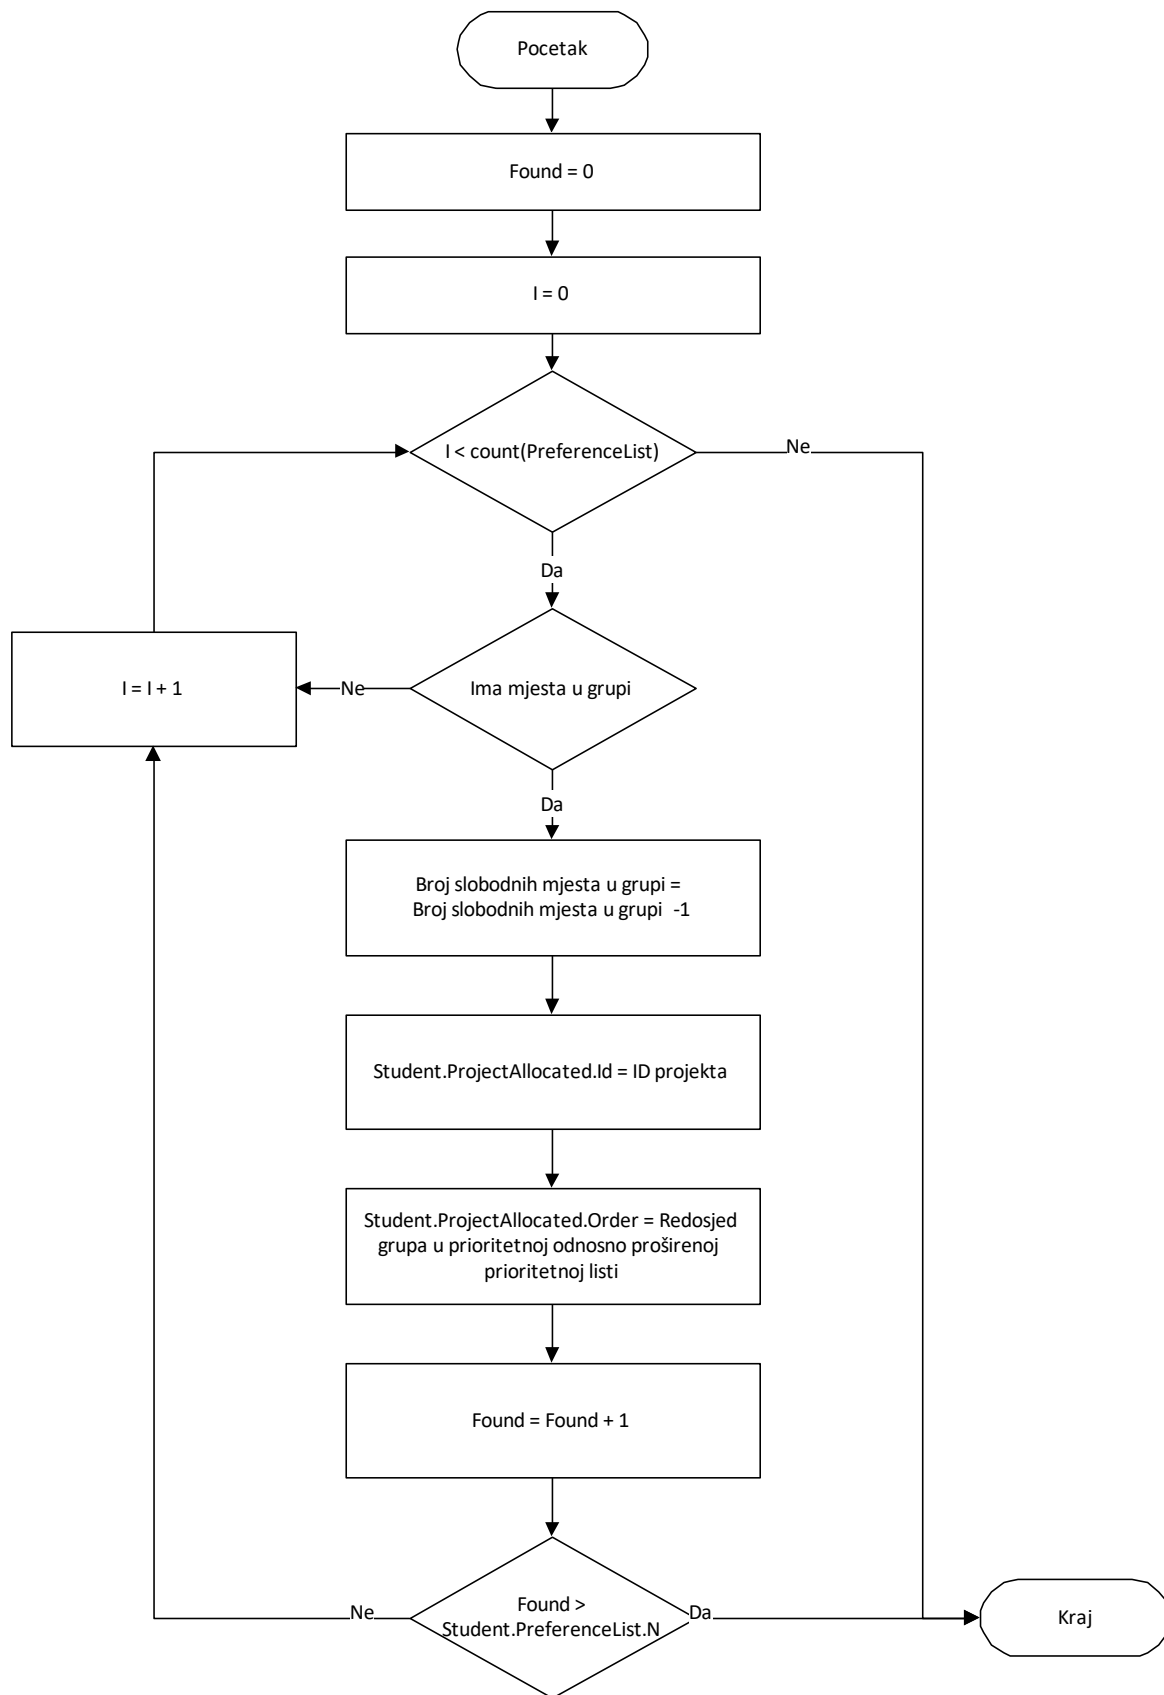 Pocetak
Found = 0
I = 0
I < count(PreferenceList)
Ne
Da
I = I + 1
Ne
Ima mjesta u grupi
Da
Broj slobodnih mjesta u grupi =
Broj slobodnih mjesta u grupi -1
Student.ProjectAllocated.Id = ID projekta
Student.ProjectAllocated.Order = Redosjed
grupa u prioritetnoj odnosno proširenoj
prioritetnoj listi
Found = Found + 1
Ne
Found >
Student.PreferenceList.N
Da
Kraj